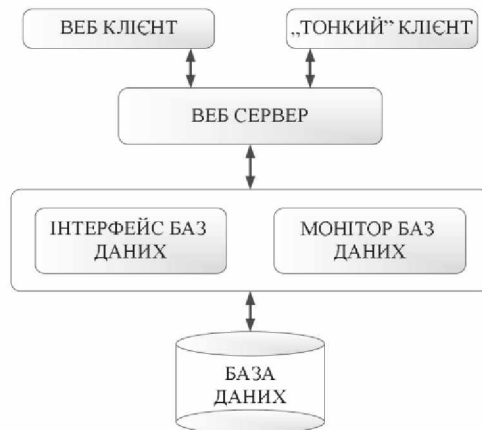 ВЕБ КЛІЄНТ
„ТОНКИЙ” КЛІЄНТ
ВЕБ СЕРВЕР
ІНТЕРФЕЙС БАЗ
ДАНИХ
МОНІТОР БАЗ
ДАНИХ
БАЗА
ДАНИХ